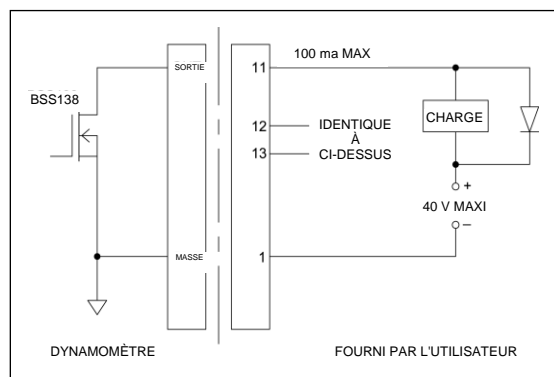 SORTIE
11
100 ma MAX
BSS138
CHARGE
12
IDENTIQUE
À
13
CI-DESSUS
+
40 V MAXI
–
MASSE
1
DYNAMOMÈTRE
FOURNI PAR L'UTILISATEUR